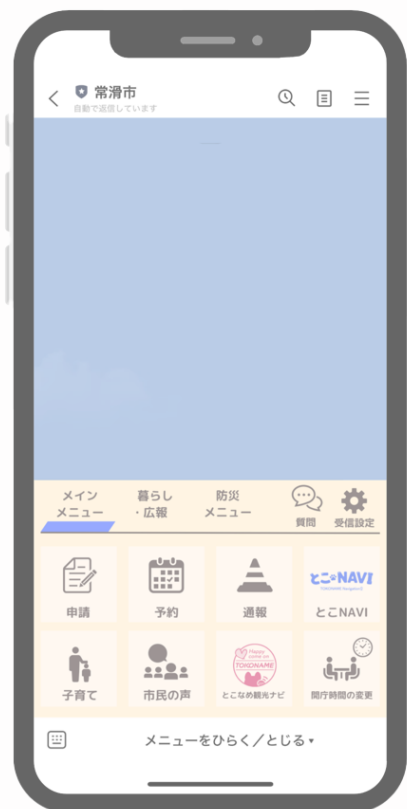 常滑市
自動で返信しています
メイン
メニュー
暮らし
・広報
防災
メニュー
質問
受信設定
申請
予約
通報
とこNAVI
とこNAVI
子育て
市民の声
Happy
TOKONAME
とこなめ観光ナビ
開庁時間の変更
メニューをひらく／とじる▾